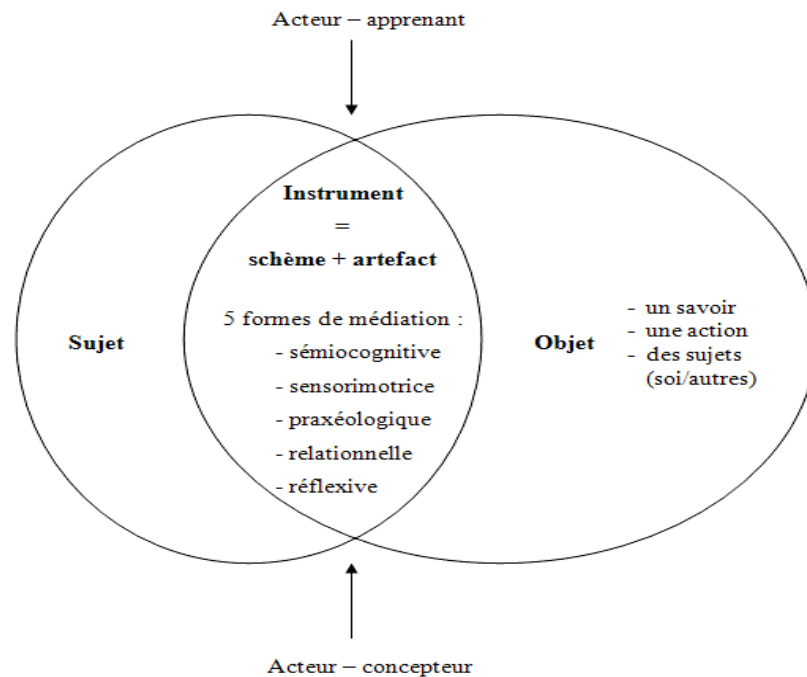 Acteur – apprenant
Instrument
=
schème + artefact
5 formes de médiation :
- sémiocognitive
- sensorimotrice
- praxéologique
- relationnelle
- réflexive
Sujet
Objet
- un savoir
- une action
- des sujets
(soi/autres)
Acteur – concepteur